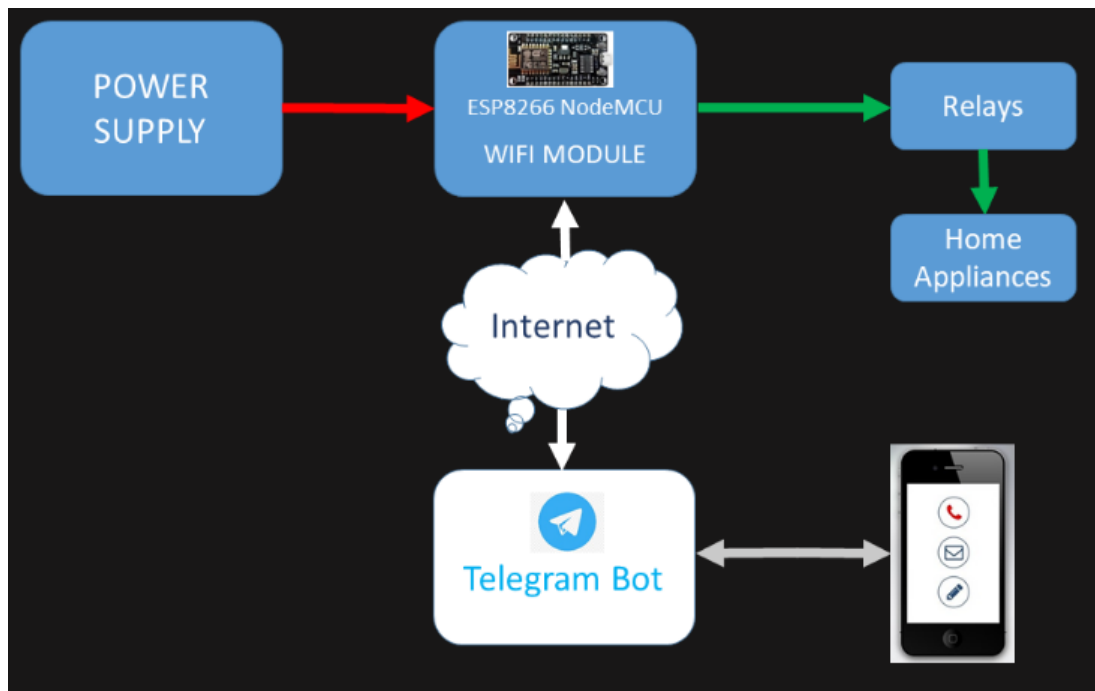 POWER
SUPPLY
ESP8266 NodeMCU
WIFI MODULE
Relays
Home
Appliances
Internet
Telegram Bot